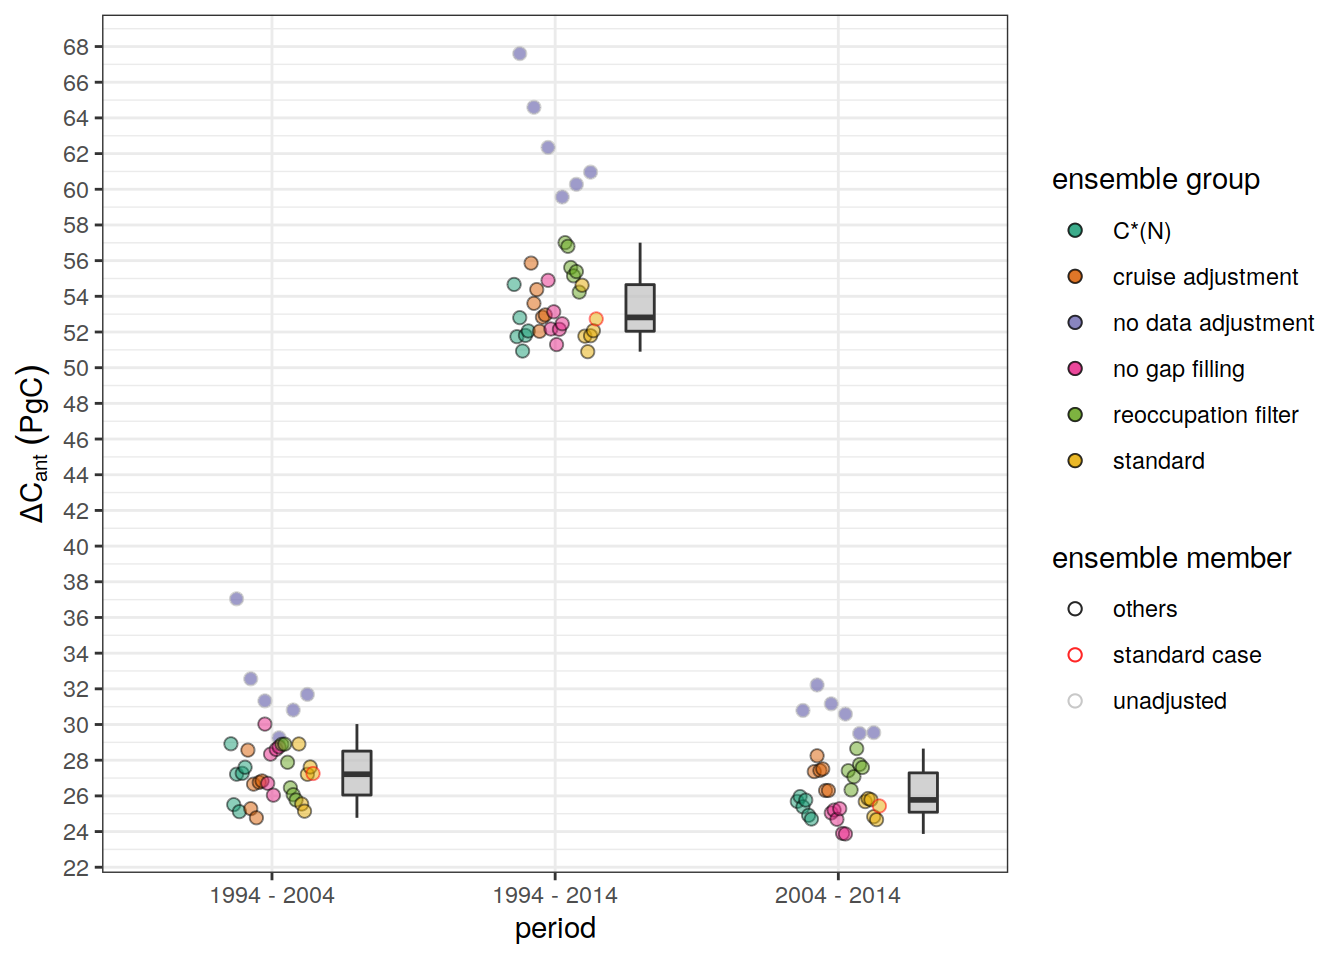 68
66
64
62
60
58
56
54
52
50
48
46
44
42
40
38
36
34
32
30
28
26
24
22
ΔCant (PgC)
1994 - 2004
1994 - 2014
2004 - 2014
period
ensemble group
C*(N)
cruise adjustment
no data adjustment
no gap filling
reoccupation filter
standard
ensemble member
others
standard case
unadjusted